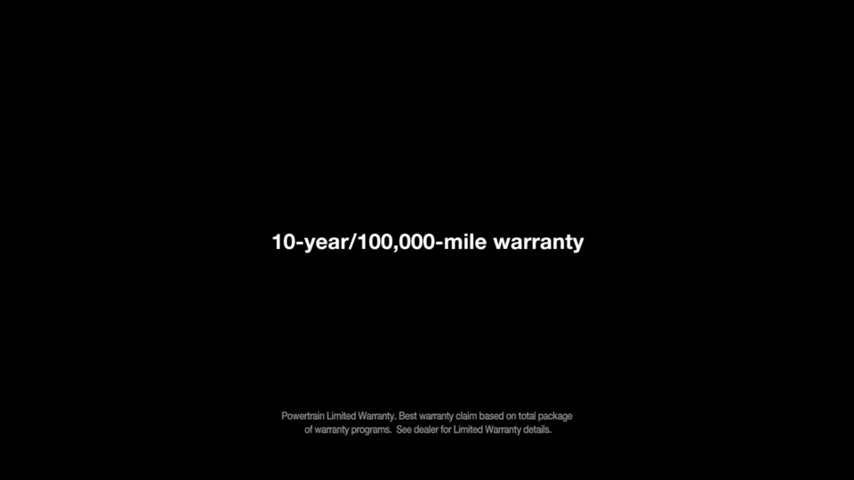 10-year/100,000-mile warranty
Powertrain Limited Warranty. Best warranty claim based on total package
of warranty programs. See dealer for Limited Warranty details.